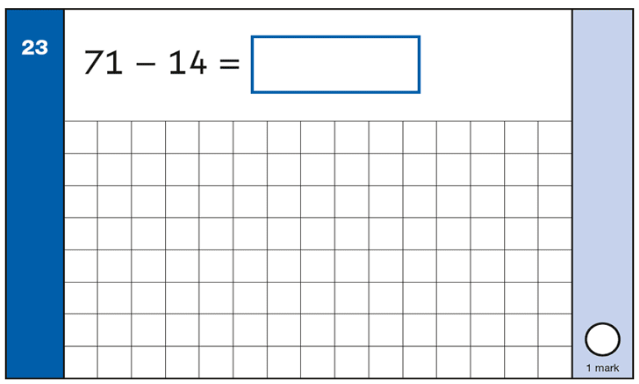 23
71 – 14 =
1 mark